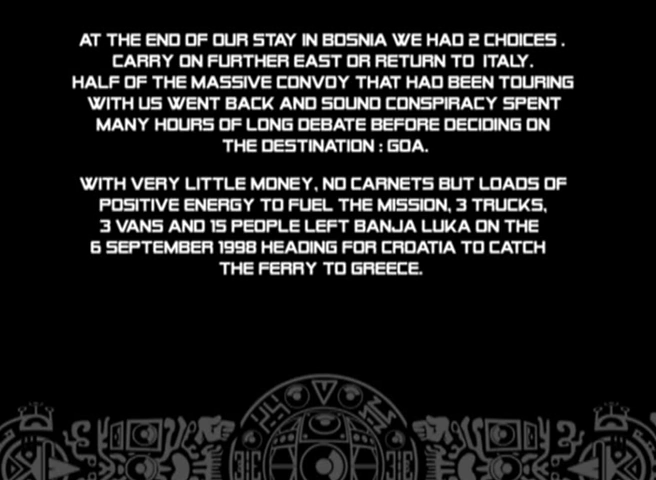 AT THE END OF OUR STAY IN BOSNIA WE HAD 2 CHOICES .
CARRY ON FURTHER EAST OR RETURN TO ITALY.
HALF OF THE MASSIVE CONVOY THAT HAD BEEN TOURING
WITH US WENT BACK AND SOUND CONSPIRACY SPENT
MANY HOURS OF LONG DEBATE BEFORE DECIDING ON
THE DESTINATION : GOA.
WITH VERY LITTLE MONEY, NO CARNETS BUT LOADS OF
POSITIVE ENERGY TO FUEL THE MISSION, 3 TRUCKS,
3 VANS AND 15 PEOPLE LEFT BANJA LUKA ON THE
6 SEPTEMBER 1998 HEADING FOR CROATIA TO CATCH
THE FERRY TO GREECE.